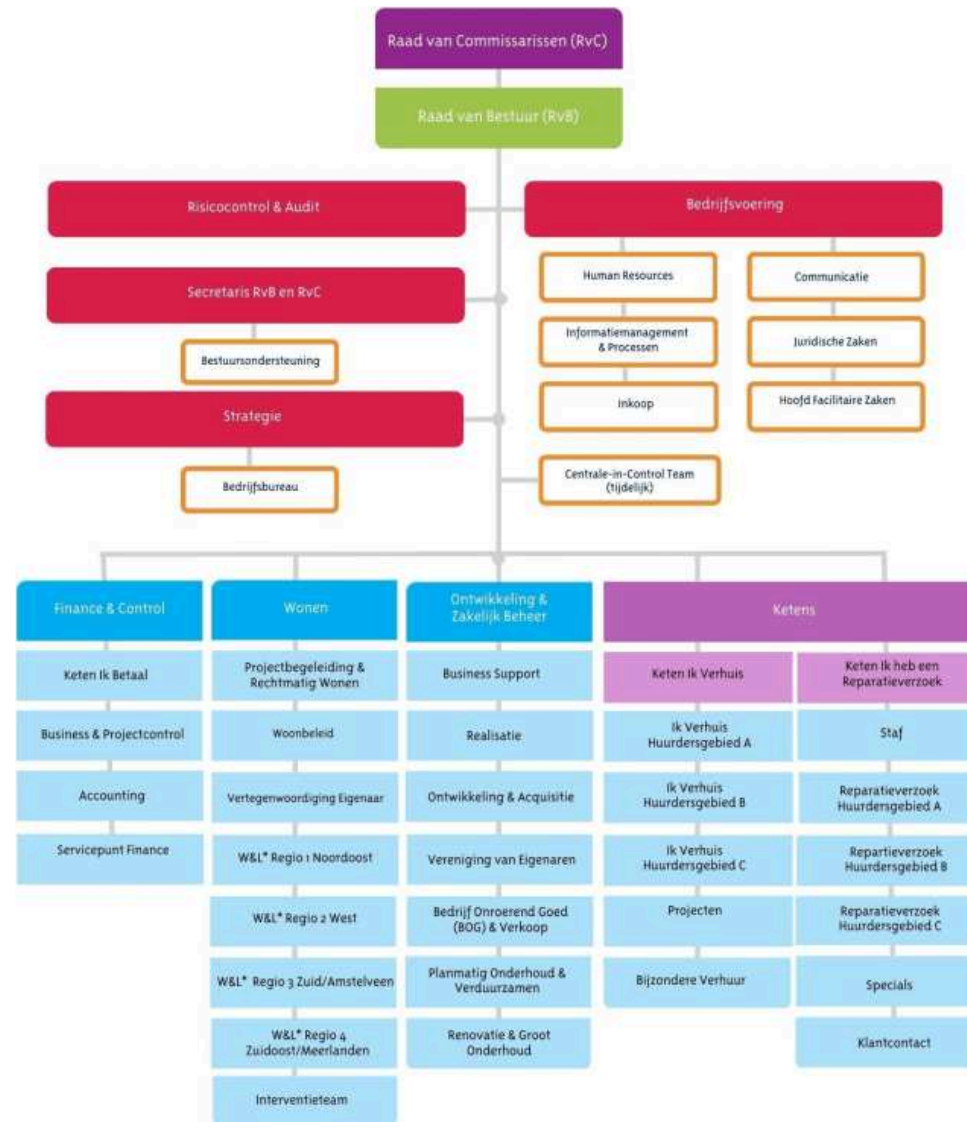 Raad van Commissarissen (RvC)
Raad van Bestuur (RvB)
Risicocontrol & Audit
Bedrijfsvoering
Human Resources
Communicatie
Secretaris RvB en RvC
Informatiemanagement
& Processen
Juridische Zaken
Bestuursondersteuning
Inkoop
Hoofd Facilitaire Zaken
Strategie
Bedrijfsbureau
Centrale-in-Control Team
(tijdelijk)
Finance & Control
Keten Ik Betaal
Business & Projectcontrol
Accounting
Servicepunt Finance
Wonen
Projectbegeleiding &
Rechtmatig Wonen
Woonbeleid
Vertegenwoordiging Eigenaar
W&L* Regio 1 Noordoost
W&L* Regio 2 West
W&L* Regio 3 Zuid/Amstelveen
W&L* Regio 4
Zuidoost/Meerlanden
Interventieteam
Ontwikkeling &
Zakelijk Beheer
Business Support
Realisatie
Ontwikkeling & Acquisitie
Vereniging van Eigenaren
Bedrijf Onroerend Goed
(BOG) & Verkoop
Planmatig Onderhoud &
Verduurzamen
Renovatie & Groot
Onderhoud
Ketens
Keten Ik Verhuis
Ik Verhuis
Huurdersgebied A
Ik Verhuis
Huurdersgebied B
Ik Verhuis
Huurdersgebied C
Projecten
Bijzondere Verhuur
Keten Ik heb een
Reparatieverzoek
Staf
Reparatieverzoek
Huurdersgebied A
Repartieverzoek
Huurdersgebied B
Reparatieverzoek
Huurdersgebied C
Specials
Klantcontact